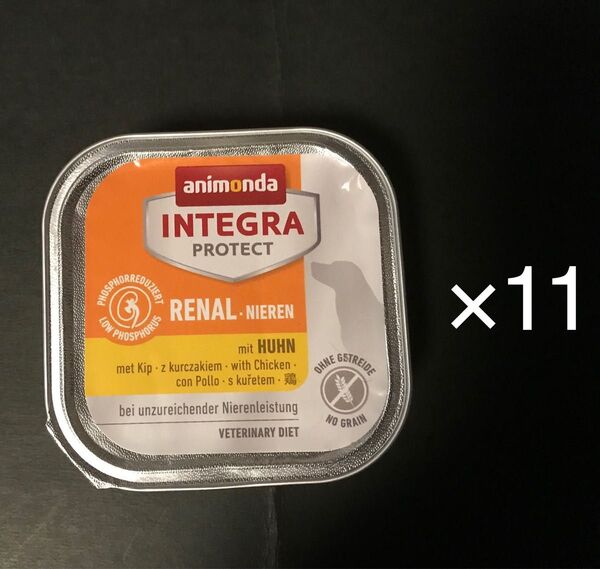 animonda
INTEGRA
PROTECT
PHOSPHORREDUZIERT
LOW PHOSPHORUS
RENAL · NIEREN
mit HUHN
met Kip · z kurczakiem · with Chicken ·
con Pollo · s kuřetem · 鶏
OHNE GETREIDE
NO GRAIN
bei unzureichender Nierenleistung
VETERINARY DIET
×11